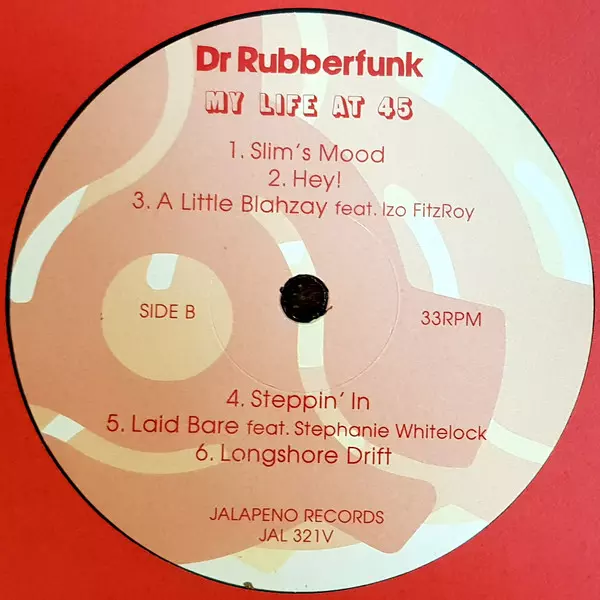 Dr Rubberfunk
MY LIFE AT 45
1. Slim's Mood
2. Hey!
3. A Little Blahzay feat. Izo FitzRoy
SIDE B
33RPM
4. Steppin' In
5. Laid Bare feat. Stephanie Whitelock
6. Longshore Drift
JALAPENO RECORDS
JAL 321V